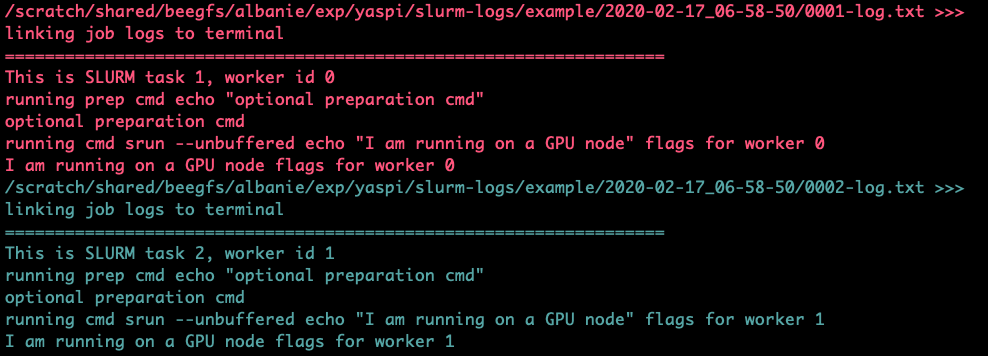 /scratch/shared/beegfs/albanie/exp/yaspi/slurm-logs/example/2020-02-17_06-58-50/0001-log.txt >>>
linking job logs to terminal
==================================================================
This is SLURM task 1, worker id 0
running prep cmd echo "optional preparation cmd"
optional preparation cmd
running cmd srun --unbuffered echo "I am running on a GPU node" flags for worker 0
I am running on a GPU node flags for worker 0
/scratch/shared/beegfs/albanie/exp/yaspi/slurm-logs/example/2020-02-17_06-58-50/0002-log.txt >>>
linking job logs to terminal
==================================================================
This is SLURM task 2, worker id 1
running prep cmd echo "optional preparation cmd"
optional preparation cmd
running cmd srun --unbuffered echo "I am running on a GPU node" flags for worker 1
I am running on a GPU node flags for worker 1